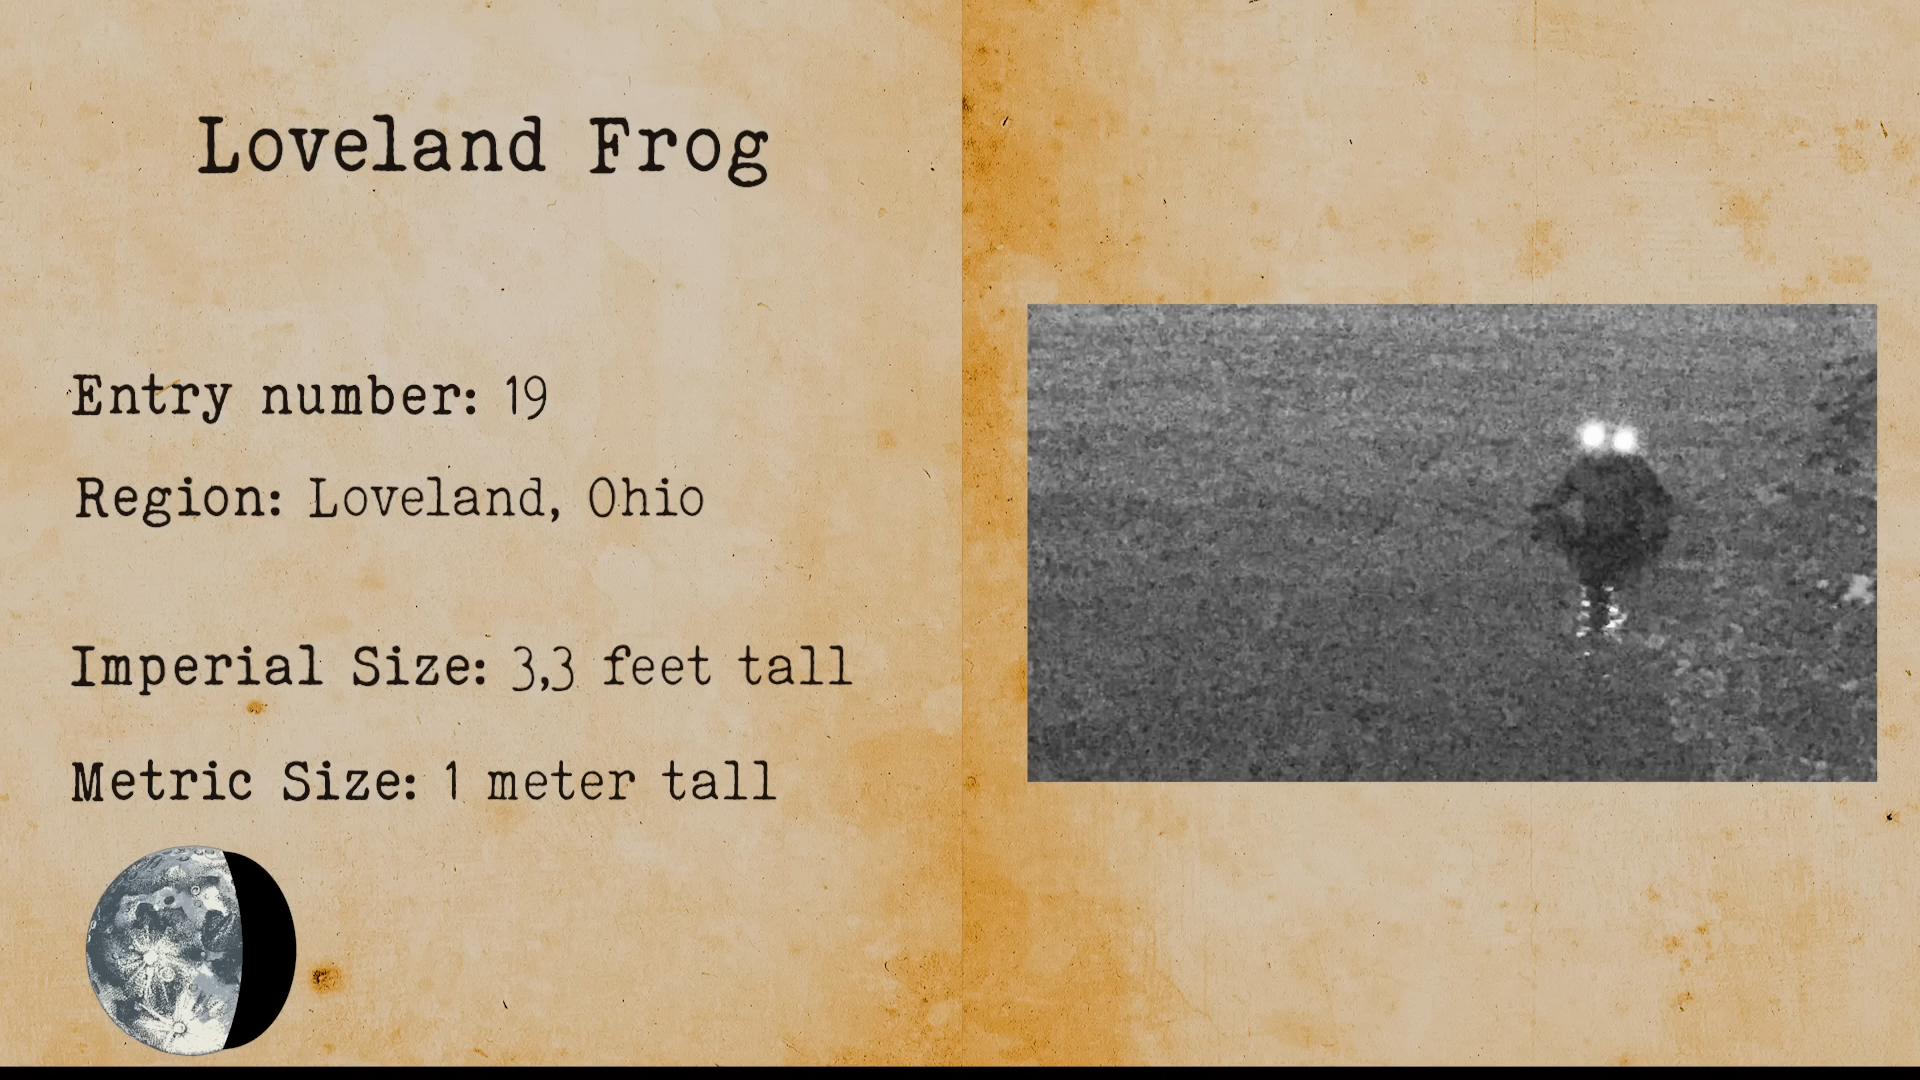 Loveland Frog
Entry number: 19
Region: Loveland, Ohio
Imperial Size: 3,3 feet tall
Metric Size: 1 meter tall